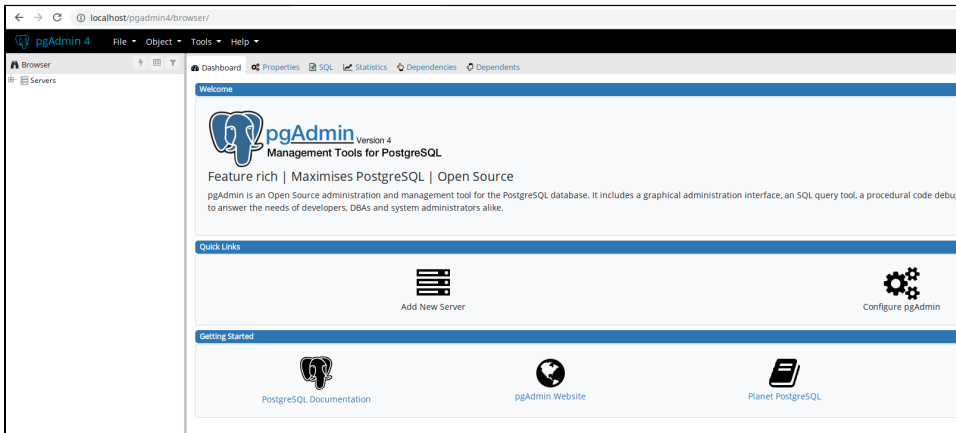 localhost/pgadmin4/browser/
pgAdmin 4 File Object Tools Help
Browser
Dashboard Properties SQL Statistics Dependencies Dependents
Servers
Welcome
pgAdmin Version 4
Management Tools for PostgreSQL
Feature rich | Maximises PostgreSQL | Open Source
pgAdmin is an Open Source administration and management tool for the PostgreSQL database. It includes a graphical administration interface, an SQL query tool, a procedural code debu
to answer the needs of developers, DBAs and system administrators alike.
Quick Links
Add New Server Configure pgAdmin
Getting Started
PostgreSQL Documentation pgAdmin Website Planet PostgreSQL